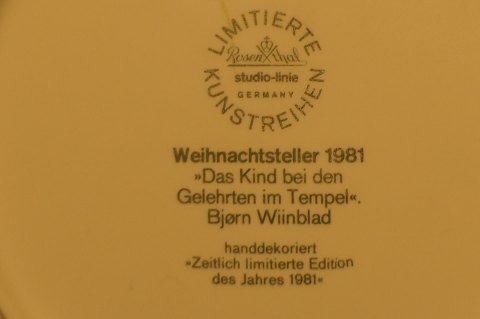 LIMITIERTE
Rosenthal
studio-linie
GERMANY
KUNSTREIHEN
Weihnachtsteller 1981
»Das Kind bei den
Gelehrten im Tempel«.
Bjørn Wiinblad
handdekoriert
»Zeitlich limitierte Edition
des Jahres 1981«